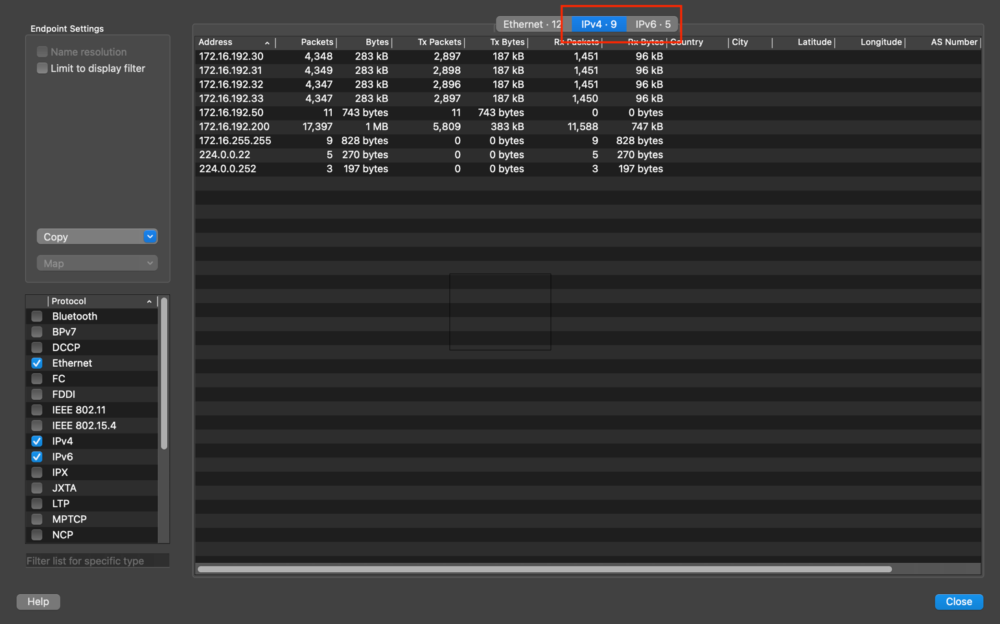 Endpoint Settings
Name resolution
Limit to display filter
Copy
Map
Protocol
Bluetooth
BPv7
DCCP
Ethernet
FC
FDDI
IEEE 802.11
IEEE 802.15.4
IPv4
IPv6
IPX
JXTA
LTP
MPTCP
NCP
Filter list for specific type
Help
Ethernet · 12 IPv4 · 9 IPv6 · 5
Address Packets Bytes Tx Packets Tx Bytes Rx Packets Rx Bytes Country City Latitude Longitude AS Number
172.16.192.30 4,348 283 kB 2,897 187 kB 1,451 96 kB
172.16.192.31 4,349 283 kB 2,898 187 kB 1,451 96 kB
172.16.192.32 4,347 283 kB 2,896 187 kB 1,451 96 kB
172.16.192.33 4,347 283 kB 2,897 187 kB 1,450 96 kB
172.16.192.50 11 743 bytes 11 743 bytes 0 0 bytes
172.16.192.200 17,397 1 MB 5,809 383 kB 11,588 747 kB
172.16.255.255 9 828 bytes 0 0 bytes 9 828 bytes
224.0.0.22 5 270 bytes 0 0 bytes 5 270 bytes
224.0.0.252 3 197 bytes 0 0 bytes 3 197 bytes
Close